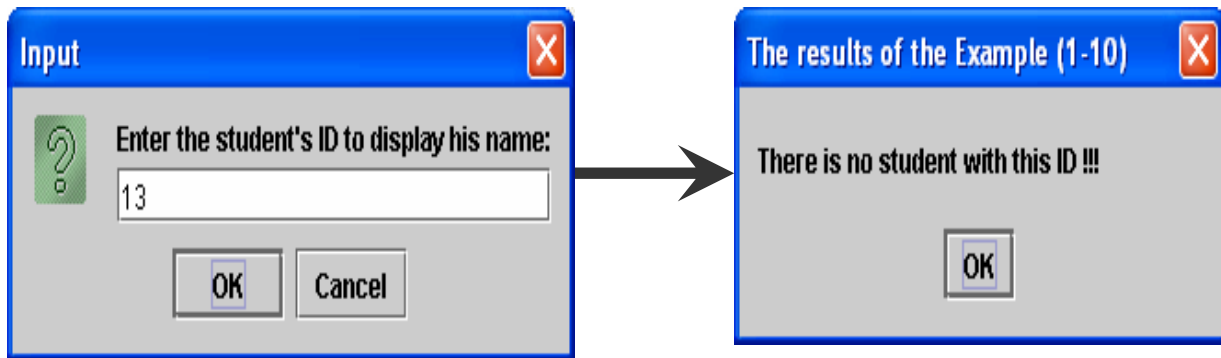 Input
Enter the student's ID to display his name:
13
OK
Cancel
The results of the Example (1-10)
There is no student with this ID !!!
OK